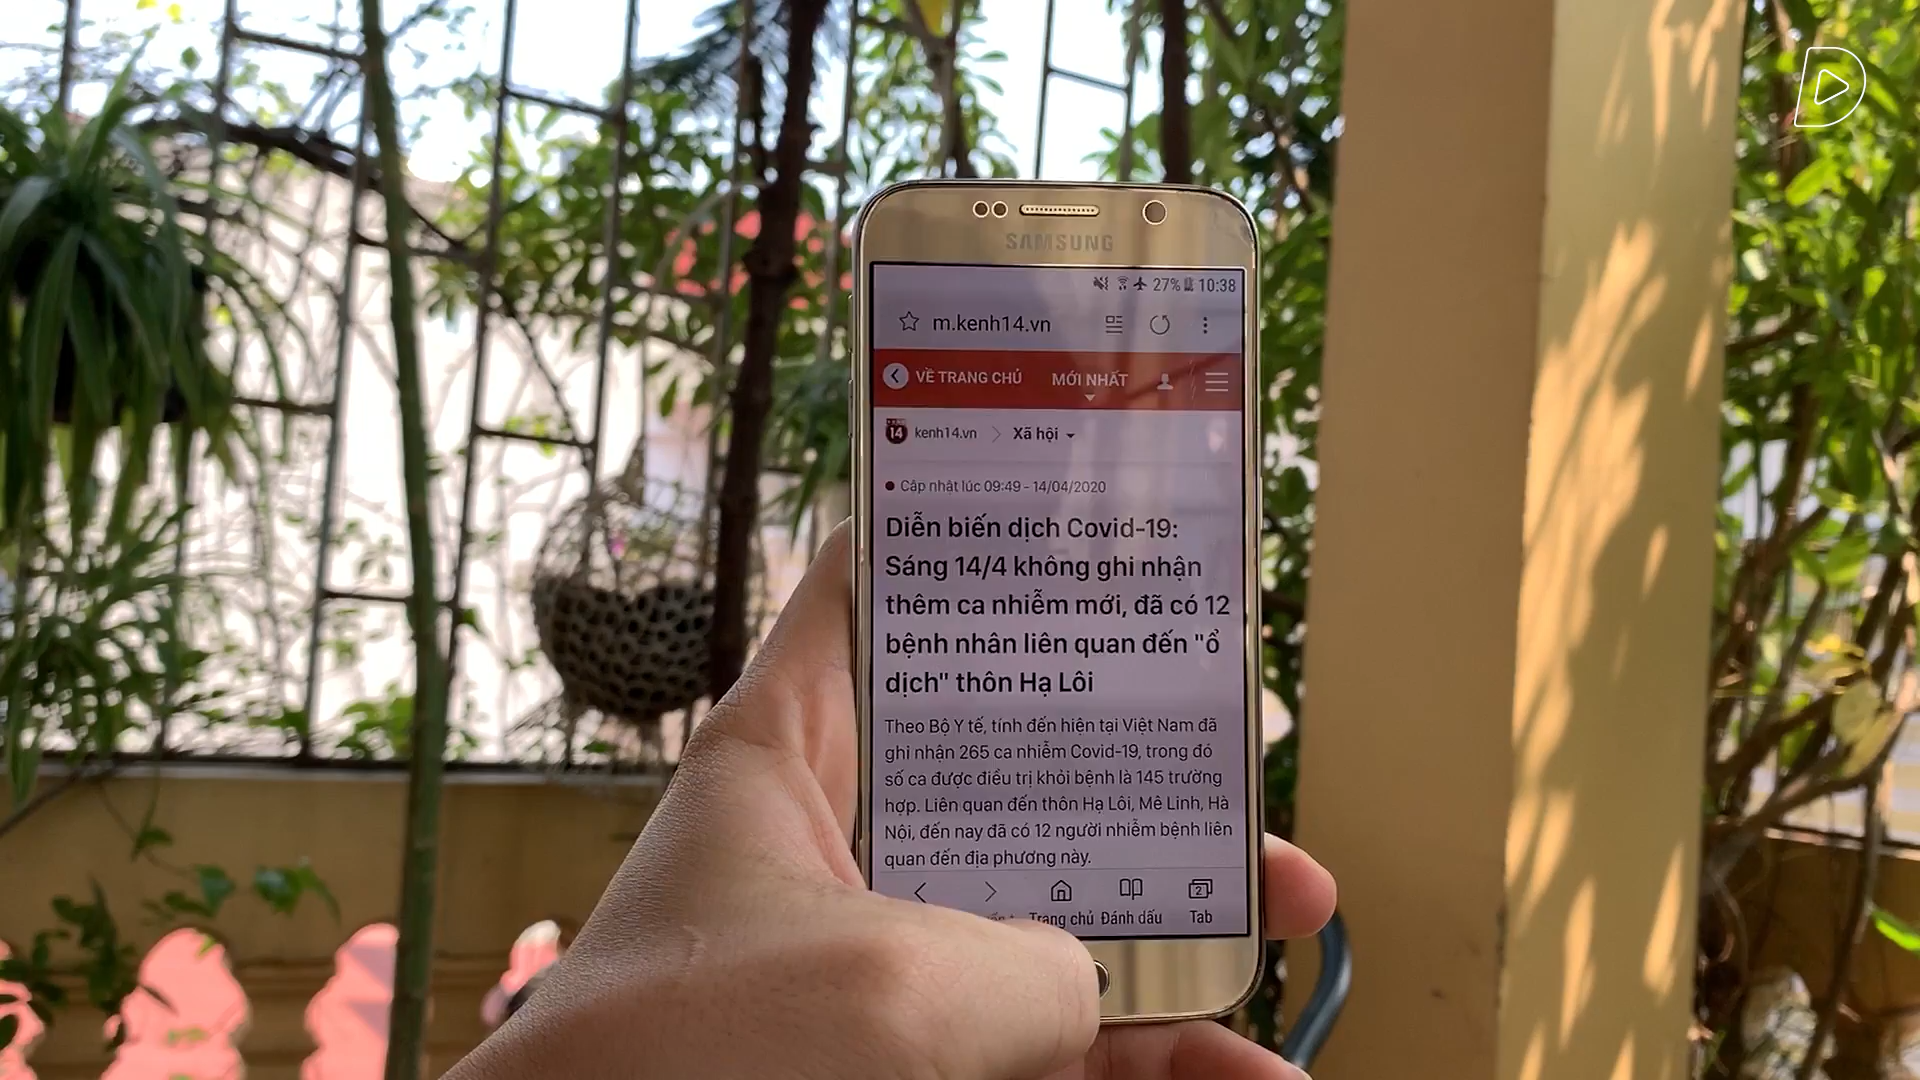 SAMSUNG
27% 10:38
m.kenh14.vn
VỀ TRANG CHỦ MỚI NHẤT
14 kenh14.vn Xã hội
Cập nhật lúc 09:49 - 14/04/2020
Diễn biến dịch Covid-19:
Sáng 14/4 không ghi nhận
thêm ca nhiễm mới, đã có 12
bệnh nhân liên quan đến "ổ
dịch" thôn Hạ Lôi
Theo Bộ Y tế, tính đến hiện tại Việt Nam đã
ghi nhận 265 ca nhiễm Covid-19, trong đó
số ca được điều trị khỏi bệnh là 145 trường
hợp. Liên quan đến thôn Hạ Lôi, Mê Linh, Hà
Nội, đến nay đã có 12 người nhiễm bệnh liên
quan đến địa phương này.
2
Trang chủ Đánh dấu Tab